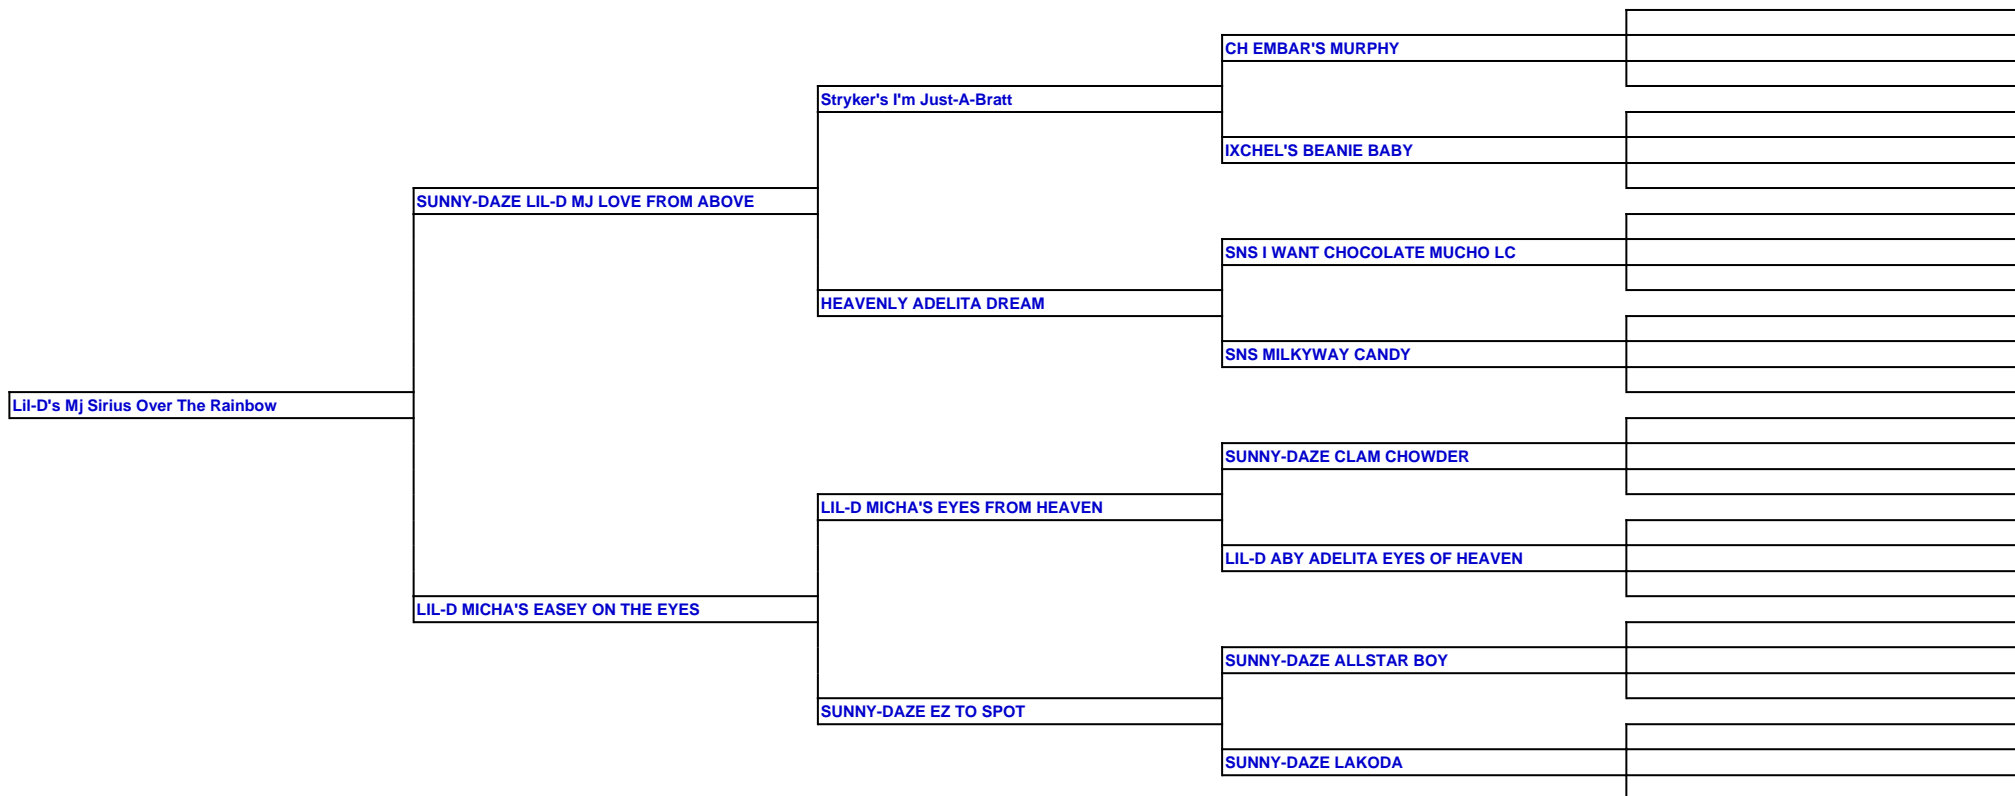 CH EMBAR'S MURPHY
Stryker's I'm Just-A-Bratt
IXCHEL'S BEANIE BABY
SUNNY-DAZE LIL-D MJ LOVE FROM ABOVE
SNS I WANT CHOCOLATE MUCHO LC
HEAVENLY ADELITA DREAM
SNS MILKYWAY CANDY
Lil-D's Mj Sirius Over The Rainbow
SUNNY-DAZE CLAM CHOWDER
LIL-D MICHA'S EYES FROM HEAVEN
LIL-D ABY ADELITA EYES OF HEAVEN
LIL-D MICHA'S EASEY ON THE EYES
SUNNY-DAZE ALLSTAR BOY
SUNNY-DAZE EZ TO SPOT
SUNNY-DAZE LAKODA